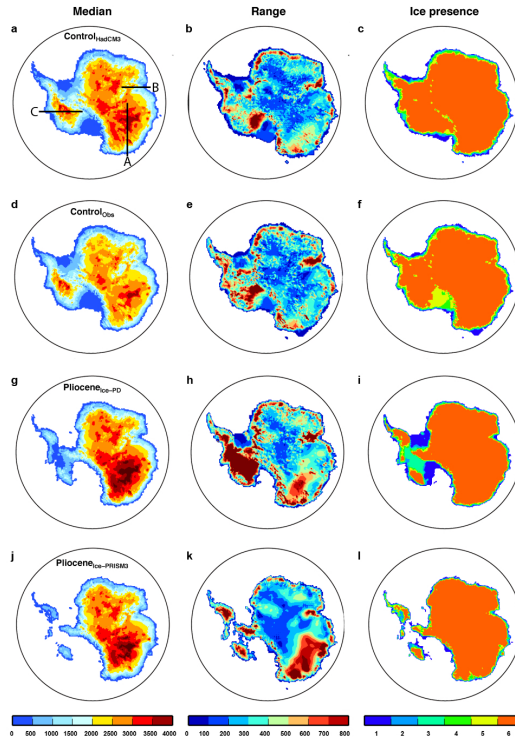 Median Range Ice presence
a Control HadCM3 b c
B
C
A
d Control Obs e f
g Pliocene Ice–PD h i
j Pliocene Ice–PRISM3 k l
0 500 1000 1500 2000 2500 3000 3500 4000 0 100 200 300 400 500 600 700 800 1 2 3 4 5 6